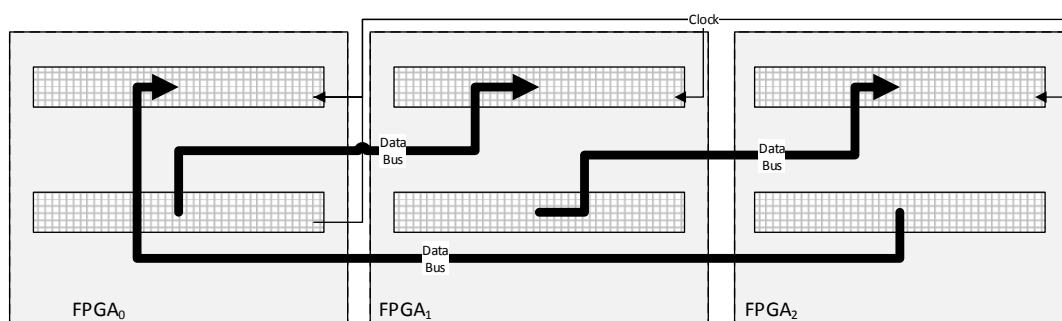 Clock
Data
Bus
Data
Bus
Data
Bus
FPGA₀
FPGA₁
FPGA₂